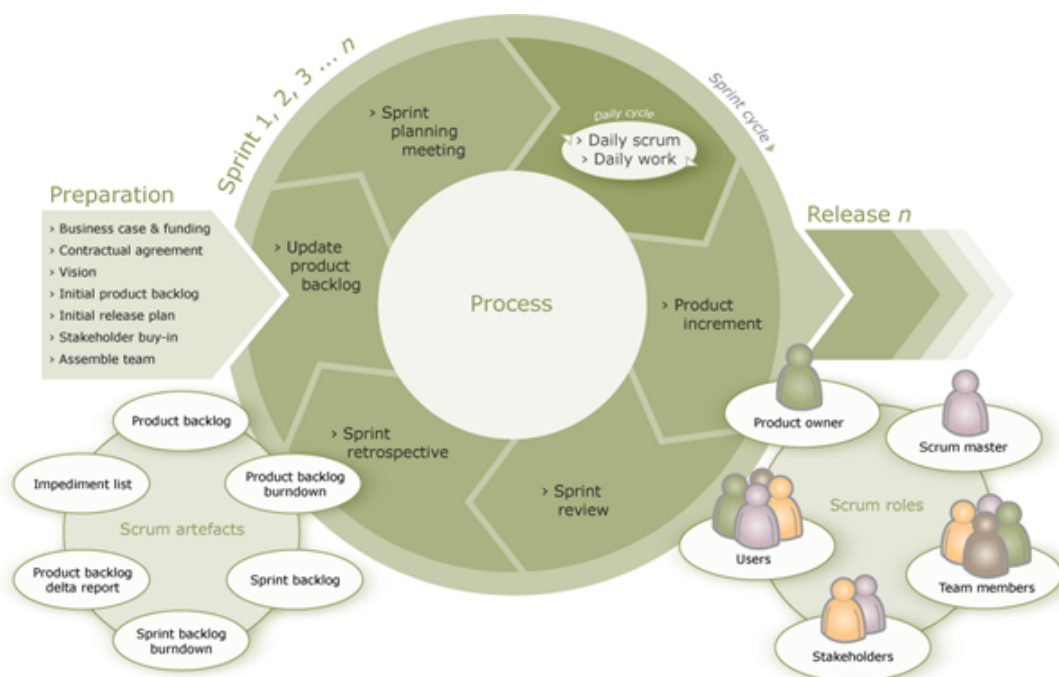 Sprint 1, 2, 3 ... n
Sprint cycle
Preparation
› Business case & funding
› Contractual agreement
› Vision
› Initial product backlog
› Initial release plan
› Stakeholder buy-in
› Assemble team
› Sprint
planning
meeting
Daily cycle
› Daily scrum
› Daily work
› Update
product
backlog
Process
› Product
increment
› Sprint
retrospective
› Sprint
review
Release n
Product backlog
Impediment list
Product backlog
burndown
Scrum artefacts
Product backlog
delta report
Sprint backlog
Sprint backlog
burndown
Product owner
Scrum master
Scrum roles
Users
Team members
Stakeholders